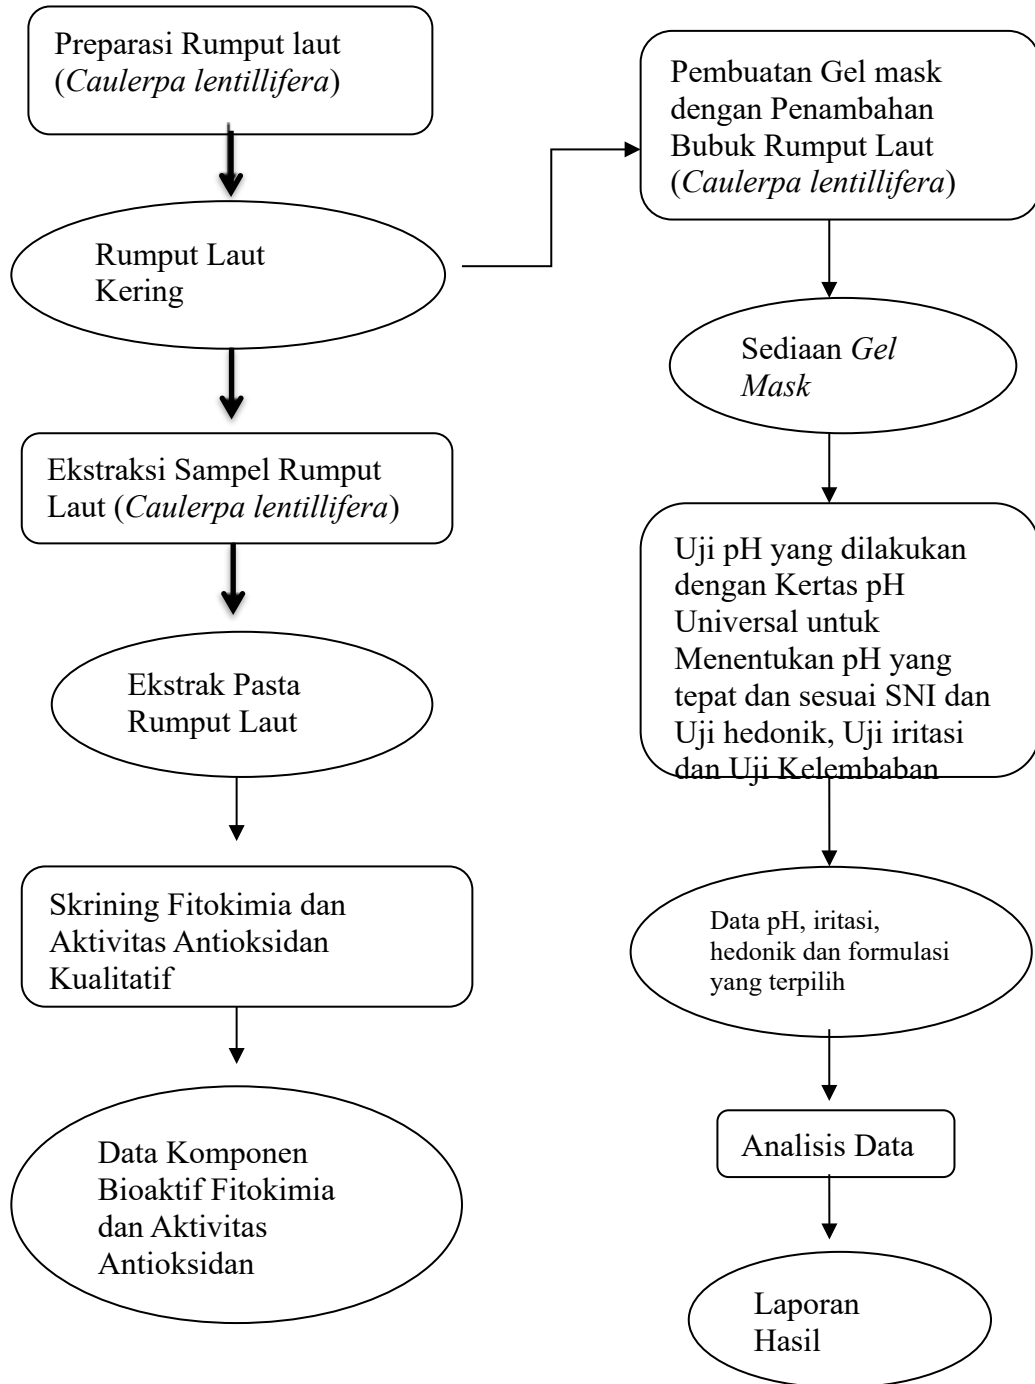 Preparasi Rumput laut
(Caulerpa lentillifera)
Rumput Laut
Kering
Ekstraksi Sampel Rumput
Laut (Caulerpa lentillifera)
Ekstrak Pasta
Rumput Laut
Skrining Fitokimia dan
Aktivitas Antioksidan
Kualitatif
Data Komponen
Bioaktif Fitokimia
dan Aktivitas
Antioksidan
Pembuatan Gel mask
dengan Penambahan
Bubuk Rumput Laut
(Caulerpa lentillifera)
Sediaan Gel
Mask
Uji pH yang dilakukan
dengan Kertas pH
Universal untuk
Menentukan pH yang
tepat dan sesuai SNI dan
Uji hedonik, Uji iritasi
dan Uji Kelembaban
Data pH, iritasi,
hedonik dan formulasi
yang terpilih
Analisis Data
Laporan
Hasil